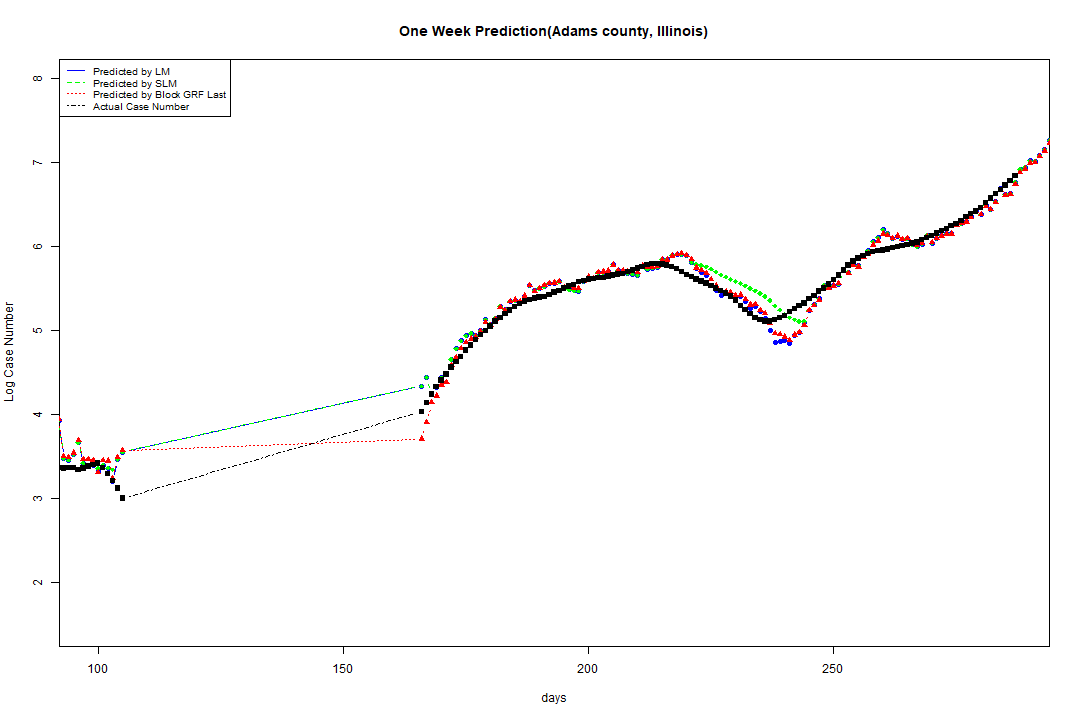 One Week Prediction(Adams county, Illinois)
Predicted by LM
Predicted by SLM
Predicted by Block GRF Last
Actual Case Number
8
7
6
5
4
3
2
Log Case Number
100 150 200 250
days